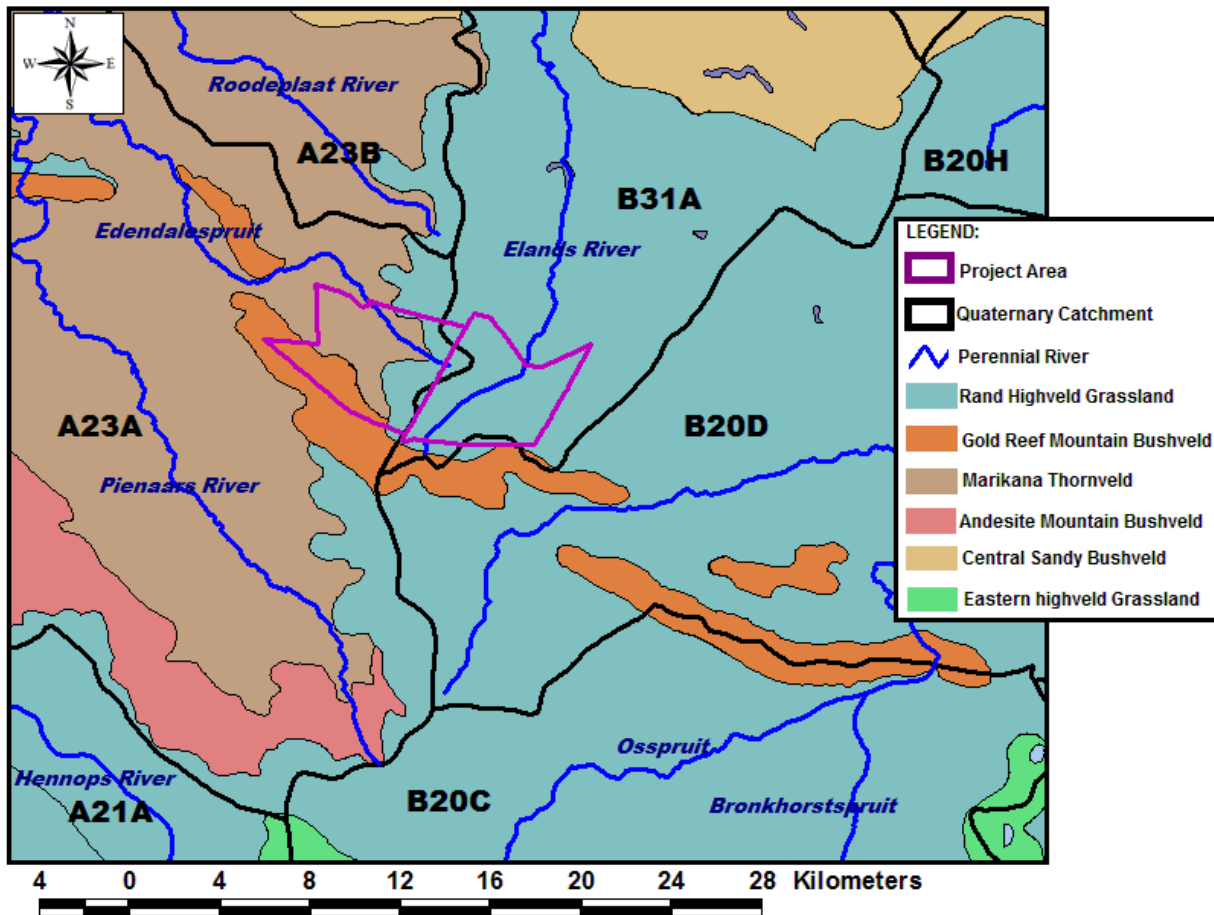 N
W E
S
Roodeplaat River
A23B
B20H
B31A
Edendalespruit
Elands River
LEGEND:
Project Area
Quaternary Catchment
Perennial River
Rand Highveld Grassland
Gold Reef Mountain Bushveld
Marikana Thornveld
Andesite Mountain Bushveld
Central Sandy Bushveld
Eastern highveld Grassland
A23A
B20D
Pienaars River
Osspruit
Hennops River
B20C
Bronkhorstspruit
A21A
4 0 4 8 12 16 20 24 28 Kilometers